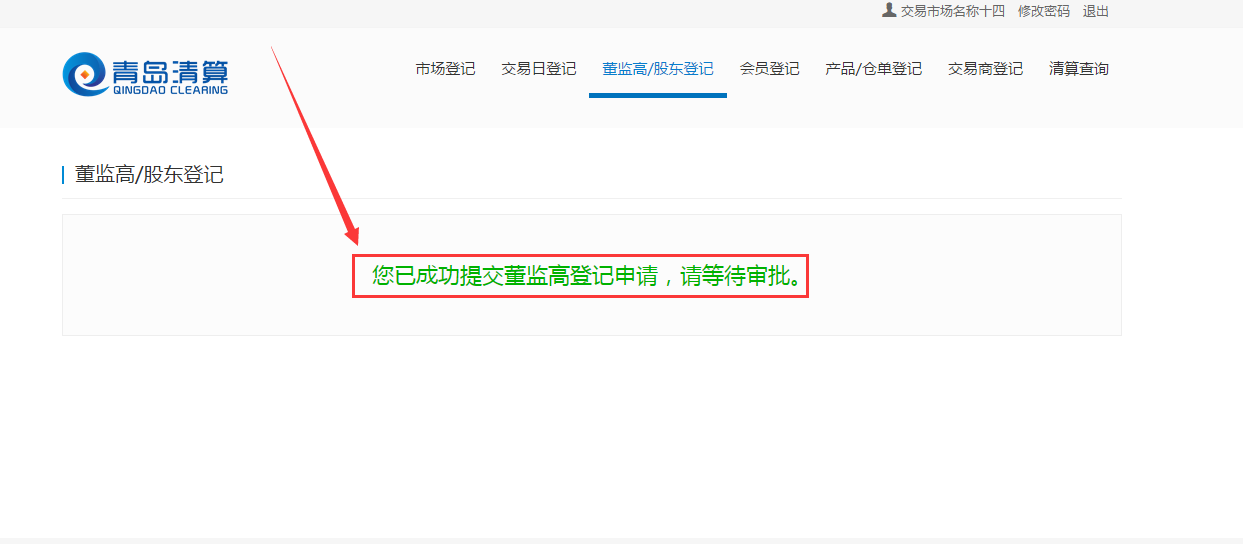 交易市场名称十四 修改密码 退出
青岛清算
QINGDAO CLEARING
市场登记 交易日登记 董监高/股东登记 会员登记 产品/仓单登记 交易商登记 清算查询
董监高/股东登记
您已成功提交董监高登记申请，请等待审批。